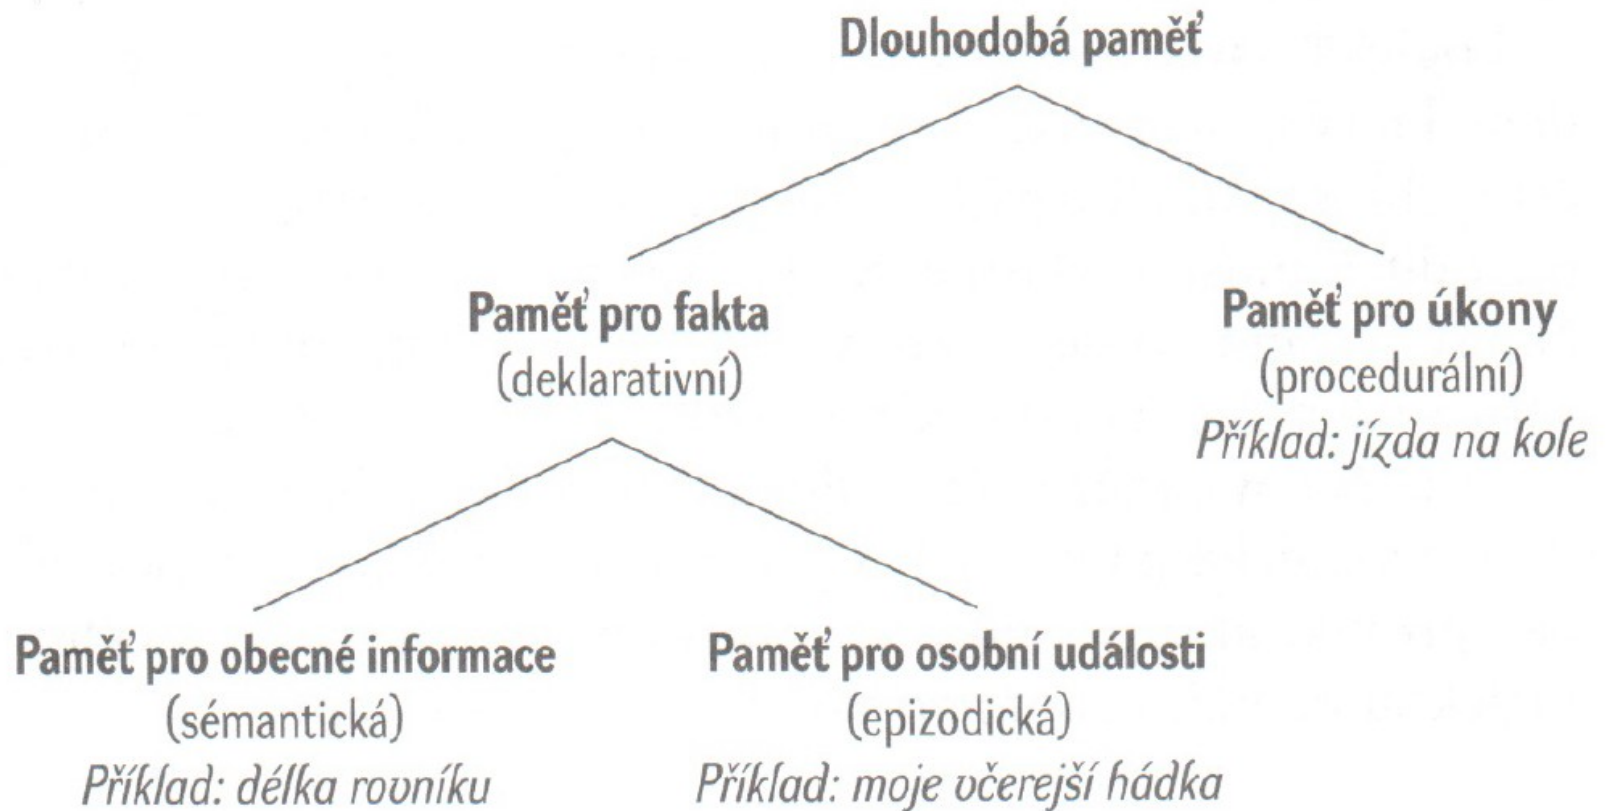 Dlouhodobá paměť
Paměť pro fakta
(deklarativní)
Paměť pro úkony
(procedurální)
Příklad: jízda na kole
Paměť pro obecné informace
(sémantická)
Příklad: délka rovníku
Paměť pro osobní události
(epizodická)
Příklad: moje včerejší hádka